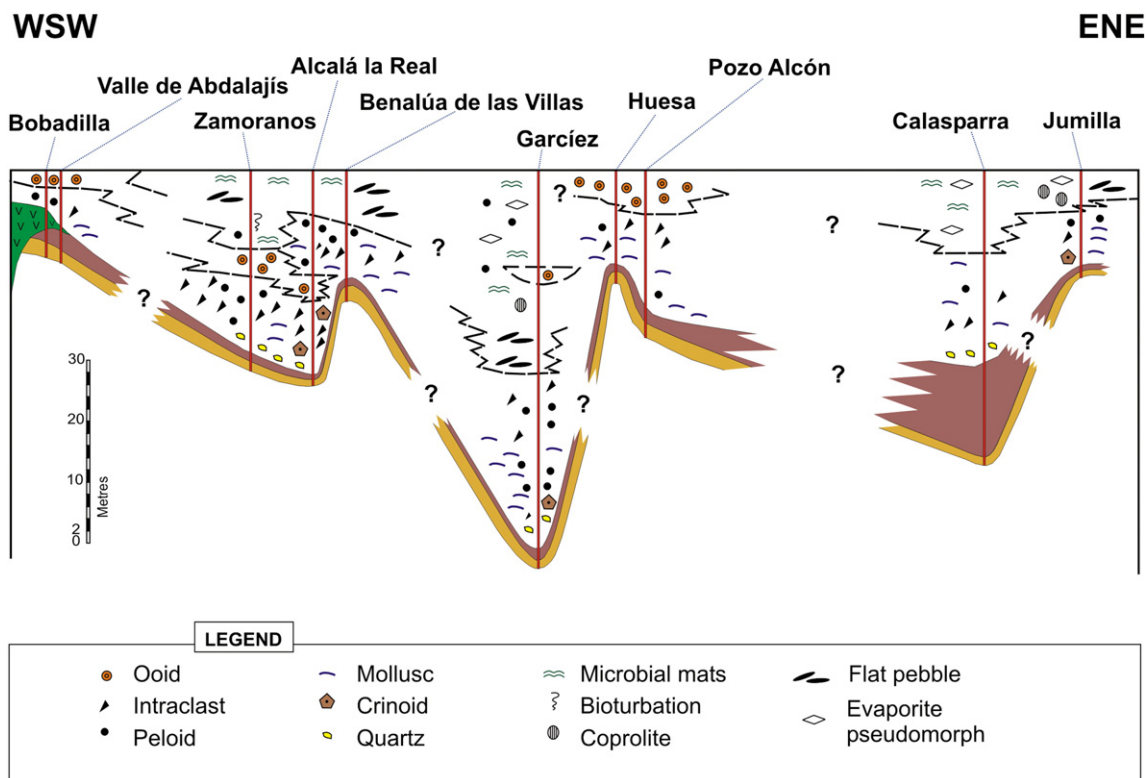 WSW
ENE
Alcalá la Real
Pozo Alcón
Valle de Abdalajís
Benalúa de las Villas
Huesa
Bobadilla
Zamoranos
Garcíez
Calasparra
Jumilla
?
?
?
?
?
?
?
?
?
30
20
10
2
0
Metres
LEGEND
Ooid
Mollusc
Microbial mats
Flat pebble
Intraclast
Crinoid
Bioturbation
Evaporite
pseudomorph
Peloid
Quartz
Coprolite